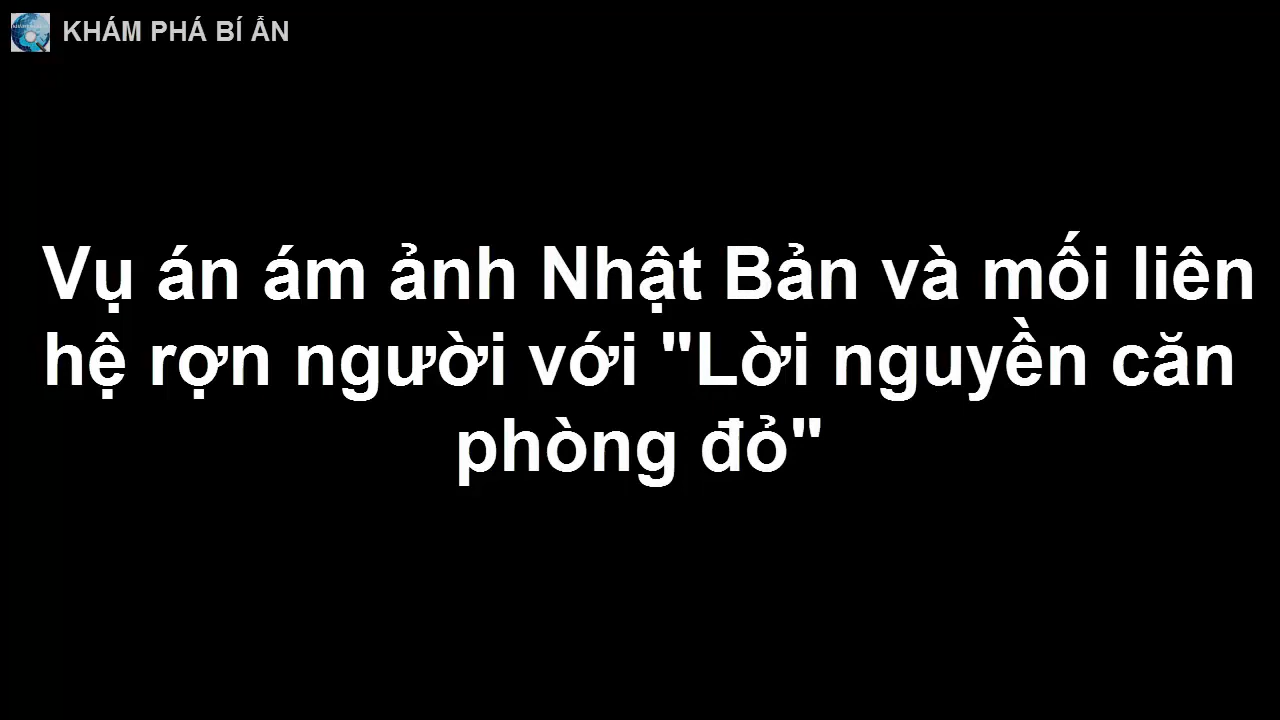 KHÁM PHÁ BÍ ẨN
Vụ án ám ảnh Nhật Bản và mối liên
hệ rợn người với "Lời nguyền căn
phòng đỏ"